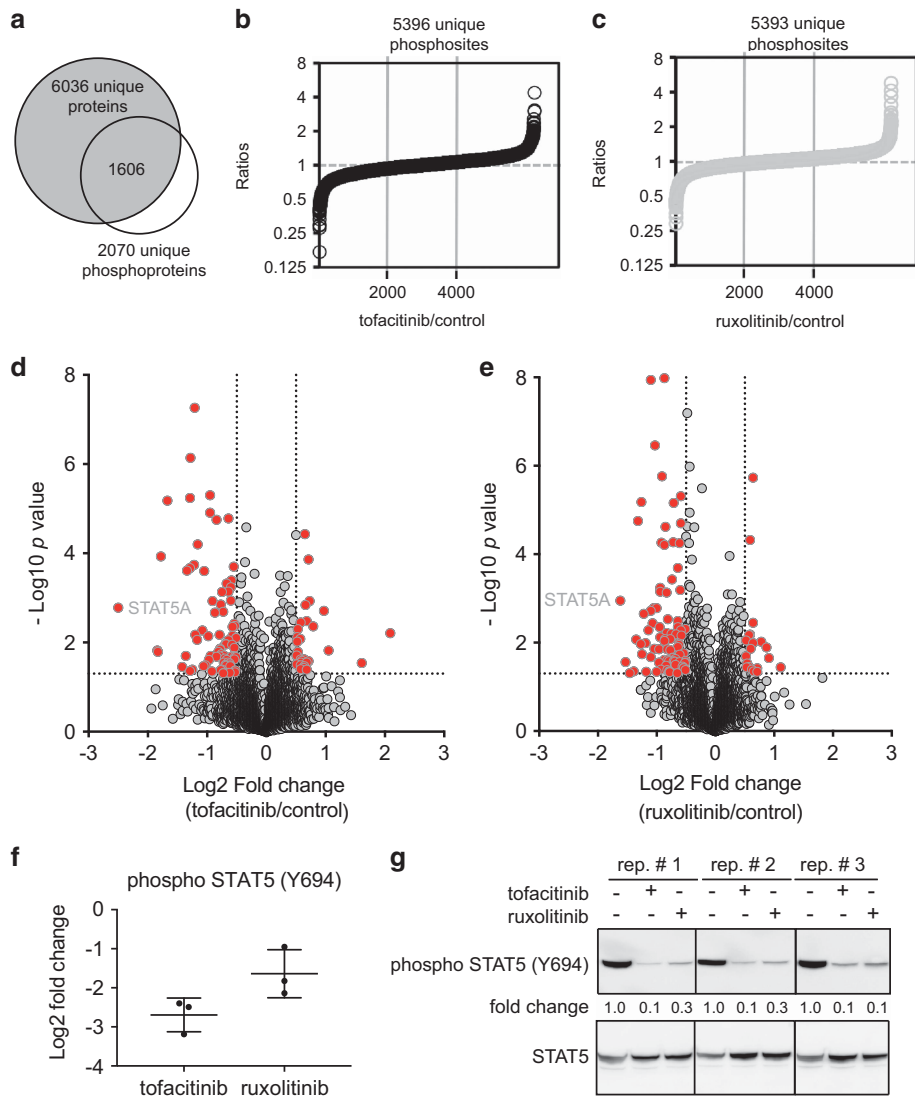 a
6036 unique
proteins
1606
2070 unique
phosphoproteins
b
5396 unique
phosphosites
Ratios
8
4
2
1
0.5
0.25
0.125
2000 4000
tofacitinib/control
c
5393 unique
phosphosites
Ratios
8
4
2
1
0.5
0.25
0.125
2000 4000
ruxolitinib/control
d
- Log10 p value
8
6
4
2
0
STAT5A
-3 -2 -1 0 1 2 3
Log2 Fold change
(tofacitinib/control)
e
- Log10 p value
8
6
4
2
0
STAT5A
-3 -2 -1 0 1 2 3
Log2 Fold change
(ruxolitinib/control)
f
phospho STAT5 (Y694)
Log2 fold change
0
-1
-2
-3
-4
tofacitinib ruxolitinib
g
rep. # 1 rep. # 2 rep. # 3
tofacitinib - + - - + - - + -
ruxolitinib - - + - - + - - +
phospho STAT5 (Y694)
fold change 1.0 0.1 0.3 1.0 0.1 0.3 1.0 0.1 0.1
STAT5